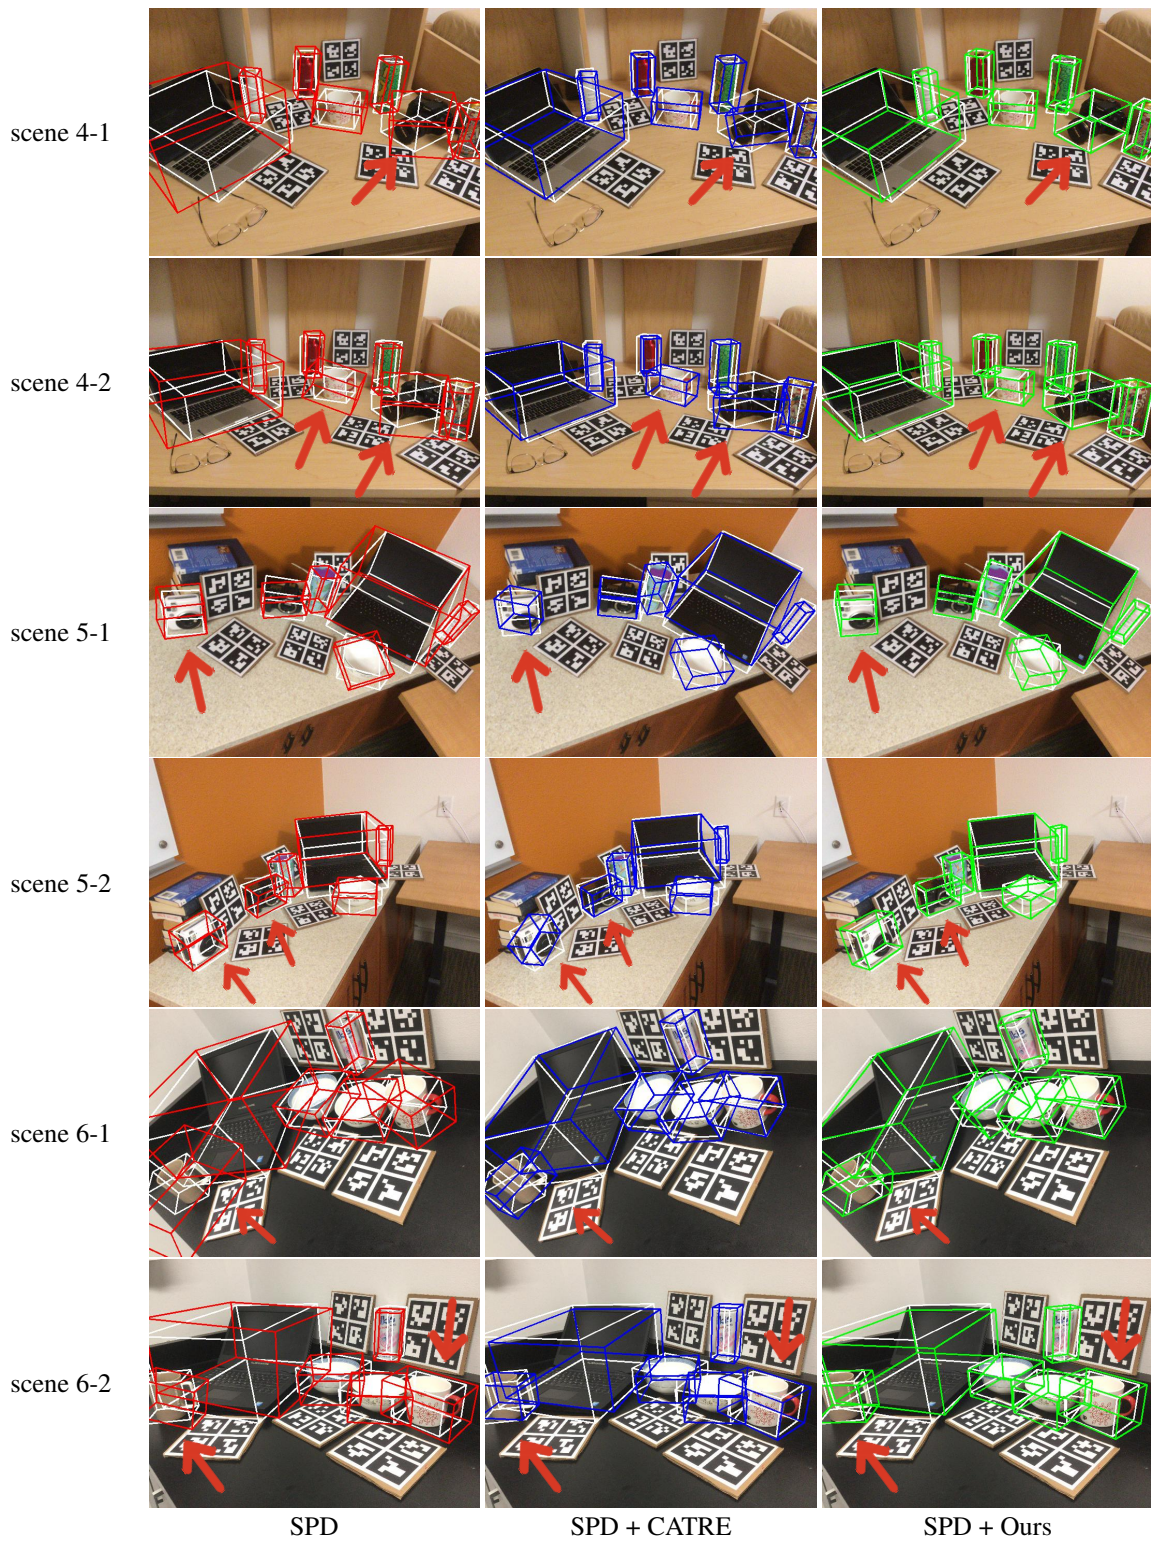 scene 4-1
scene 4-2
scene 5-1
scene 5-2
scene 6-1
scene 6-2
SPD
SPD + CATRE
SPD + Ours